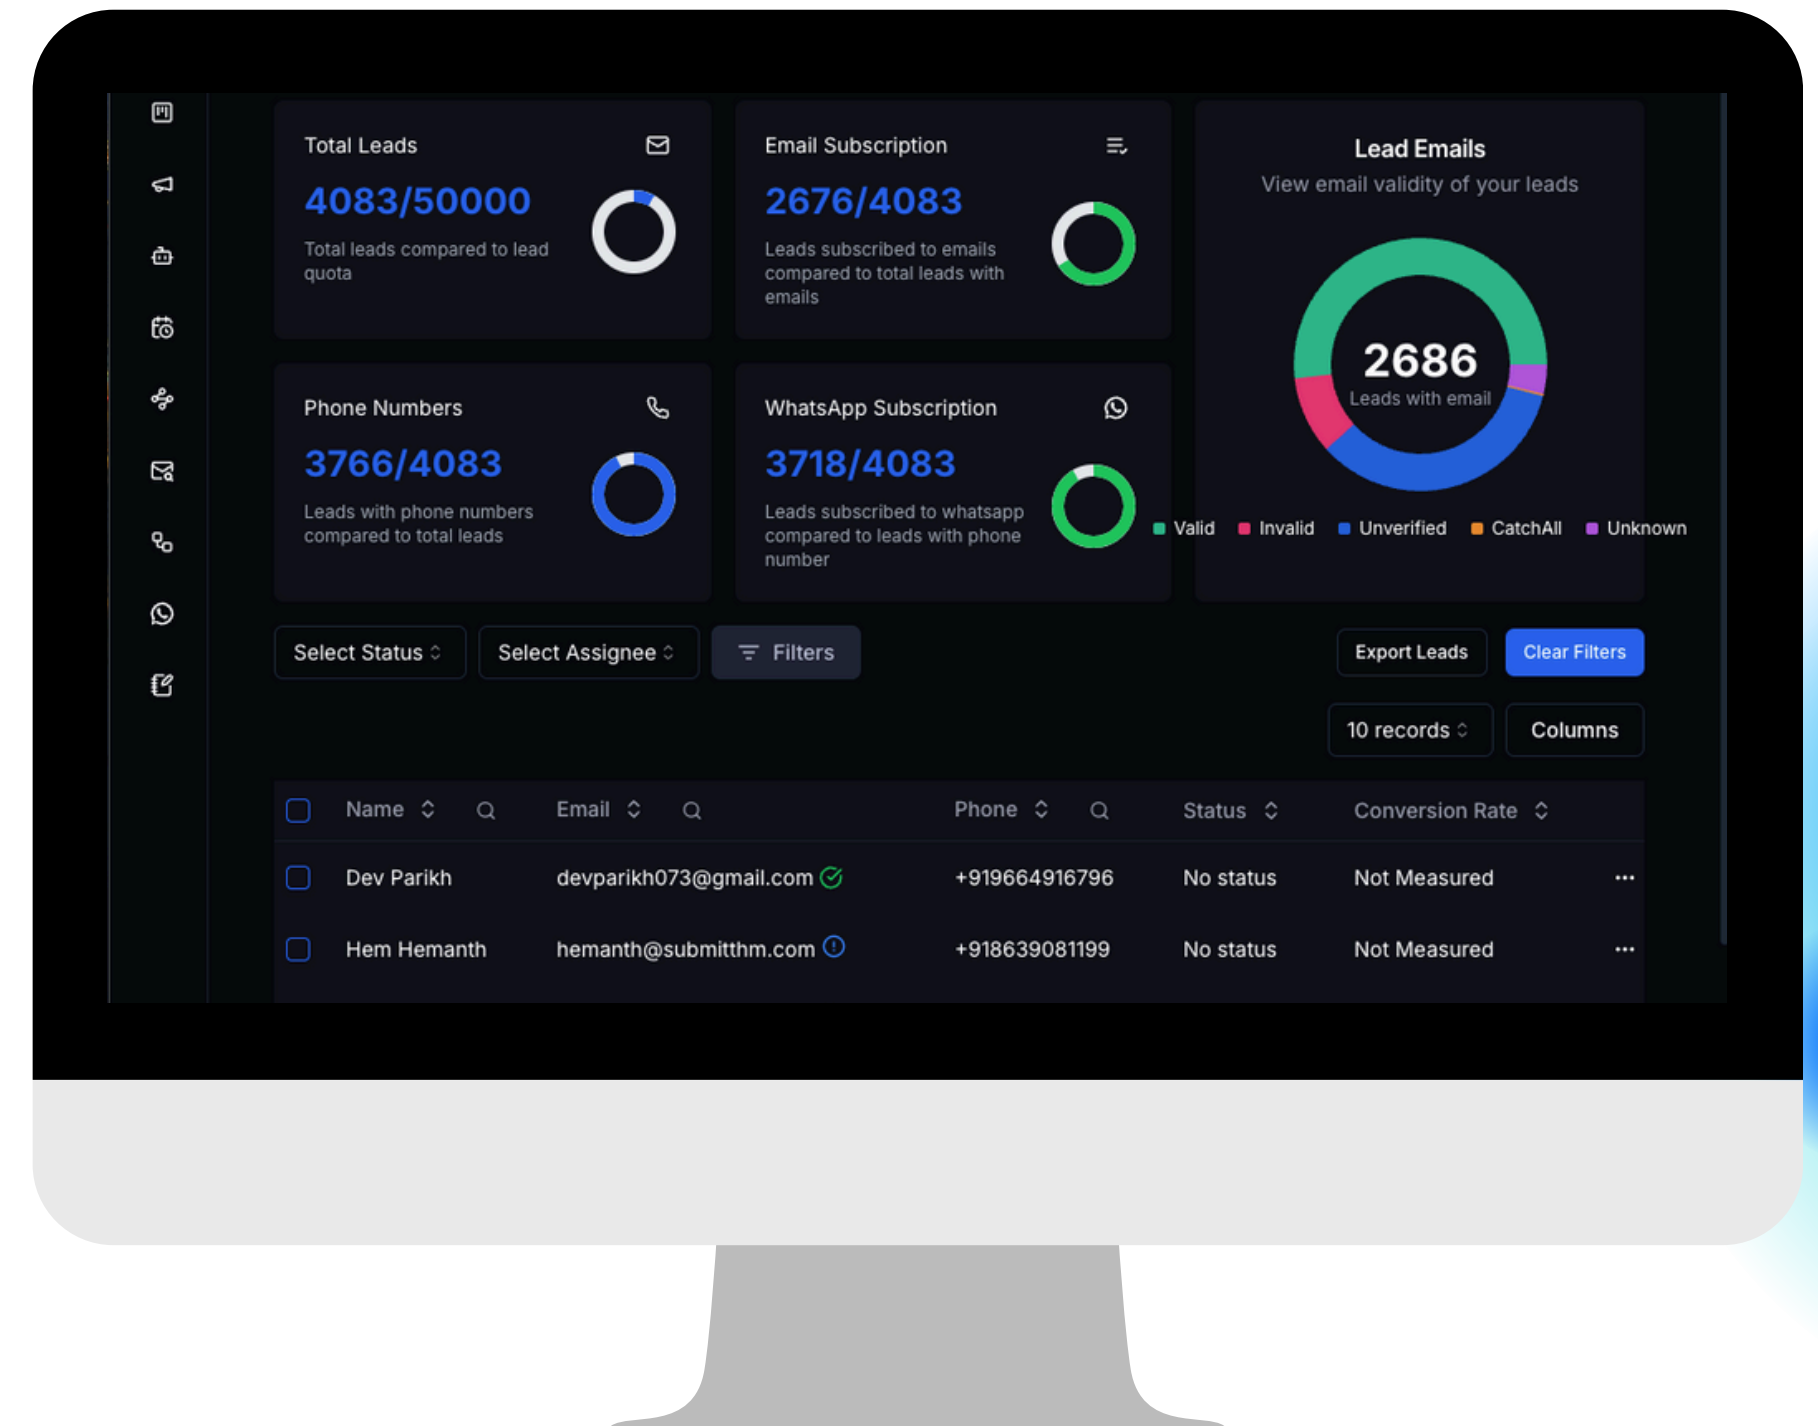 Total Leads
4083/50000
Total leads compared to lead
quota
Email Subscription
2676/4083
Leads subscribed to emails
compared to total leads with
emails
Lead Emails
View email validity of your leads
2686
Leads with email
Valid Invalid Unverified CatchAll Unknown
Phone Numbers
3766/4083
Leads with phone numbers
compared to total leads
WhatsApp Subscription
3718/4083
Leads subscribed to whatsapp
compared to leads with phone
number
Select Status Select Assignee Filters Export Leads Clear Filters
10 records Columns
Name Email Phone Status Conversion Rate
Dev Parikh devparikh073@gmail.com +919664916796 No status Not Measured
Hem Hemanth hemanth@submitthm.com +918639081199 No status Not Measured